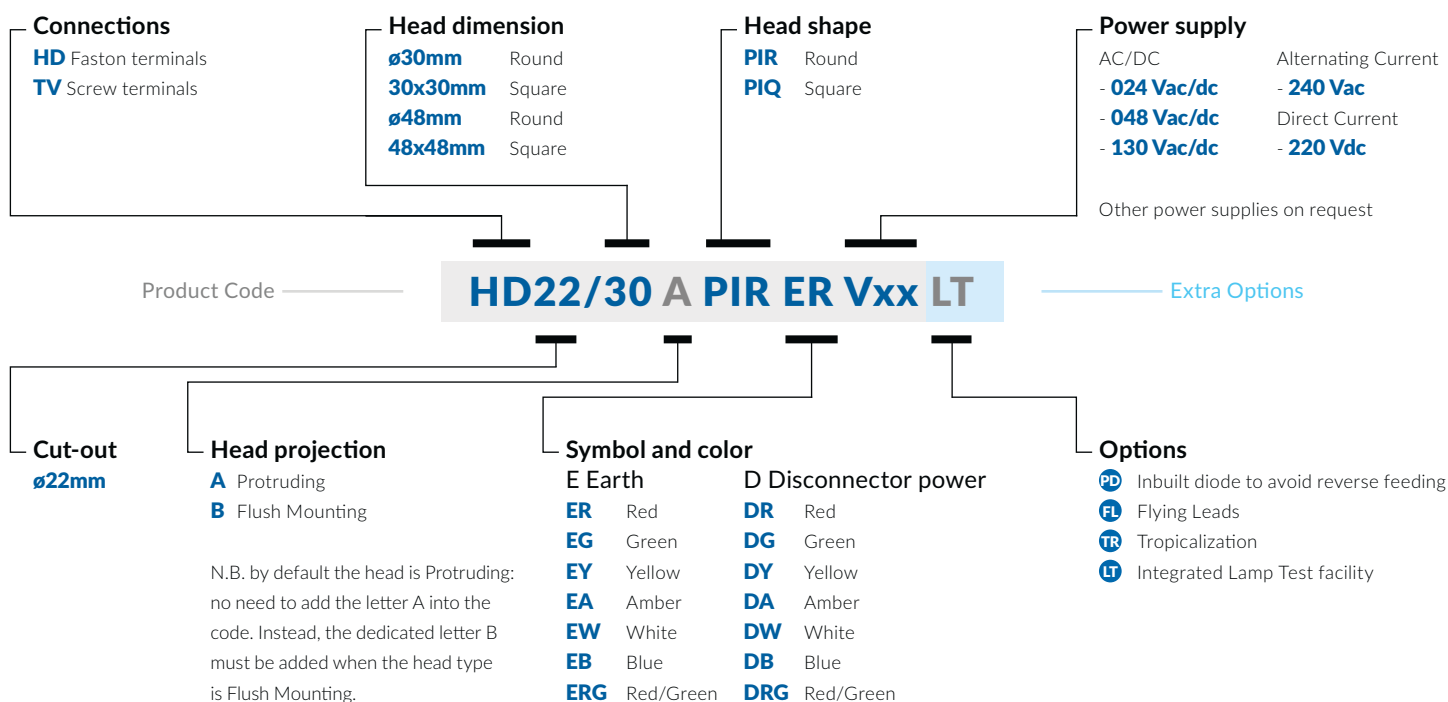 Connections
HD Faston terminals
TV Screw terminals
Head dimension
ø30mm Round
30x30mm Square
ø48mm Round
48x48mm Square
Head shape
PIR Round
PIQ Square
Power supply
AC/DC
- 024 Vac/dc
- 048 Vac/dc
- 130 Vac/dc
Alternating Current
- 240 Vac
Direct Current
- 220 Vdc
Other power supplies on request
Product Code
HD22/30 A PIR ER Vxx LT
Extra Options
Cut-out
ø22mm
Head projection
A Protruding
B Flush Mounting
N.B. by default the head is Protruding:
no need to add the letter A into the
code. Instead, the dedicated letter B
must be added when the head type
is Flush Mounting.
Symbol and color
E Earth
ER Red
EG Green
EY Yellow
EA Amber
EW White
EB Blue
ERG Red/Green
D Disconnector power
DR Red
DG Green
DY Yellow
DA Amber
DW White
DB Blue
DRG Red/Green
Options
PD Inbuilt diode to avoid reverse feeding
FL Flying Leads
TR Tropicalization
LT Integrated Lamp Test facility